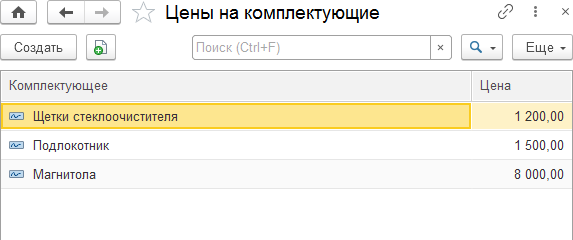 Цены на комплектующие
Создать Поиск (Ctrl+F) × Еще
Комплектующее Цена
Щетки стеклоочистителя 1 200,00
Подлокотник 1 500,00
Магнитола 8 000,00